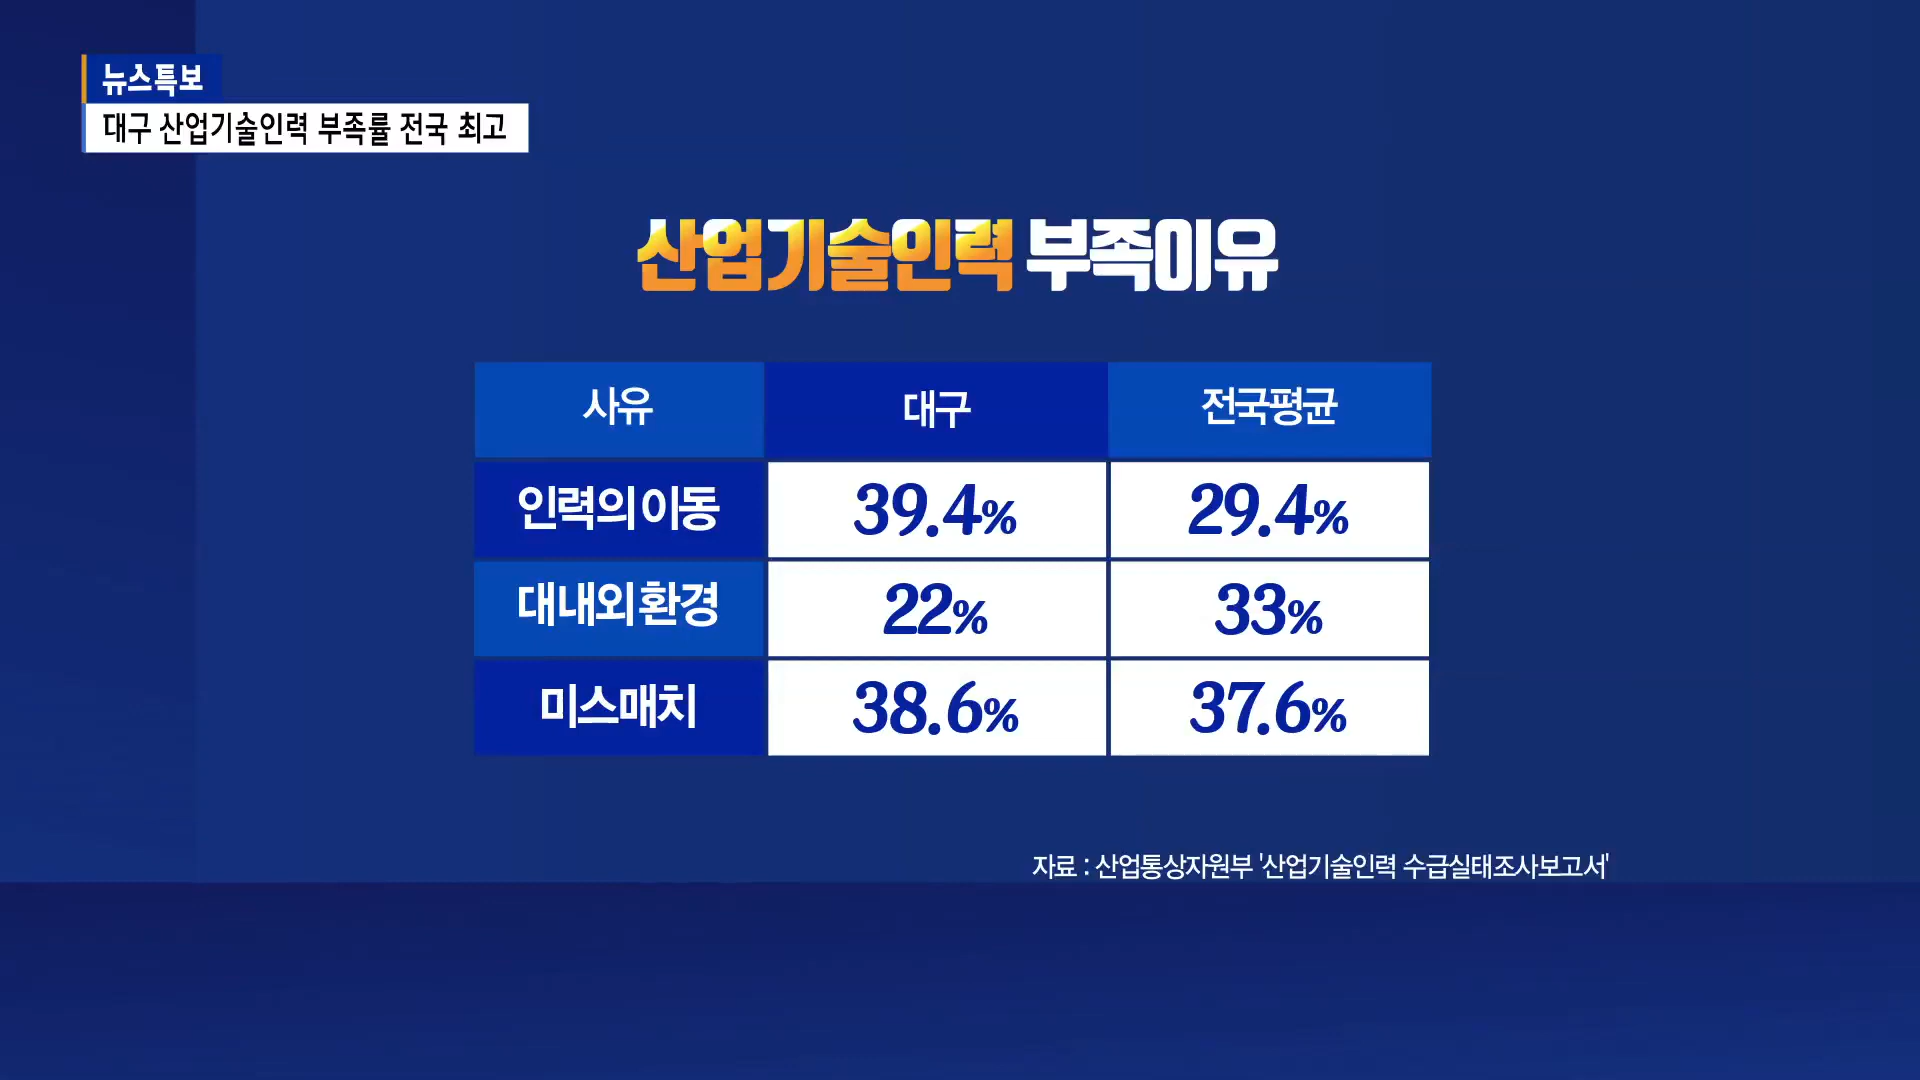 뉴스특보
대구 산업기술인력 부족률 전국 최고
산업기술인력 부족이유
사유 대구 전국평균
인력의 이동 39.4% 29.4%
대내외 환경 22% 33%
미스매치 38.6% 37.6%
자료 : 산업통상자원부 '산업기술인력 수급실태조사보고서'